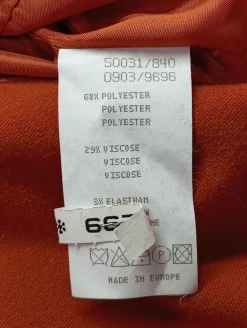 50031/840
0903/9696
68% POLYESTER
POLYESTER
POLYESTER
29% VISCOSE
VISCOSE
VISCOSE
3% ELASTHAN
MADE IN EUROPE